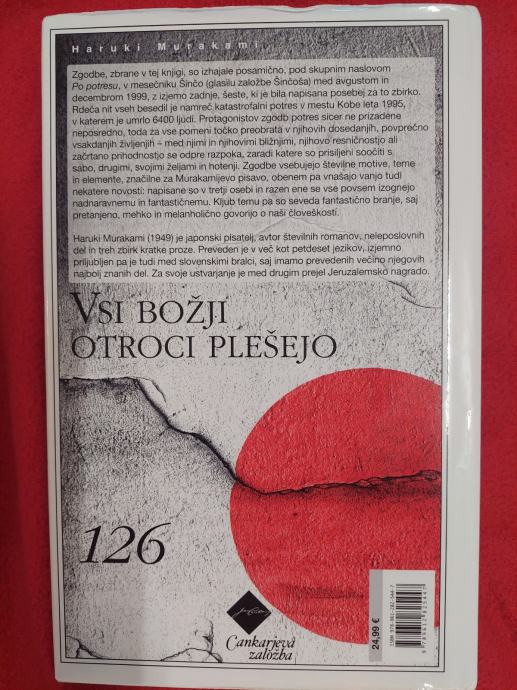 Haruki Murakami
Zgodbe, zbrane v tej knjigi, so izhajale posamično, pod skupnim naslovom
Po potresu, v mesečniku Šinčo (glasilu založbe Šinčoša) med avgustom in
decembrom 1999, z izjemo zadnje, šeste, ki je bila napisana posebej za to zbirko.
Rdeča nit vseh besedil je namreč katastrofalni potres v mestu Kobe leta 1995,
v katerem je umrlo 6400 ljudi. Protagonistov zgodb potres sicer ne prizadene
neposredno, toda za vse pomeni točko preobrata v njihovih dosedanjih, povprečno
vsakdanjih življenjih – med njimi in njihovimi bližnjimi, njihovo resničnostjo ali
začrtano prihodnostjo se odpre razpoka, zaradi katere so prisiljeni soočiti s
sabo, drugimi, svojimi željami in hotenji. Zgodbe vsebujejo številne motive, teme
in elemente, značilne za Murakamijevo pisavo, obenem pa vnašajo vanjo tudi
nekatere novosti: napisane so v tretji osebi in razen ene se vse povsem izognejo
nadnaravnemu in fantastičnemu. Kljub temu pa so seveda fantastično branje, saj
pretanjeno, mehko in melanholično govorijo o naši človeškosti.
Haruki Murakami (1949) je japonski pisatelj, avtor številnih romanov, neleposlovnih
del in treh zbirk kratke proze. Preveden je v več kot petdeset jezikov, izjemno
priljubljen pa je tudi med slovenskimi bralci, saj imamo prevedenih večino njegovih
najbolj znanih del. Za svoje ustvarjanje je med drugim prejel Jeruzalemsko nagrado.
VSI BOŽJI
OTROCI PLEŠEJO
126
Cankarjeva
založba
24,99 €
ISBN 978-961-282-544-7
9 789612 825447